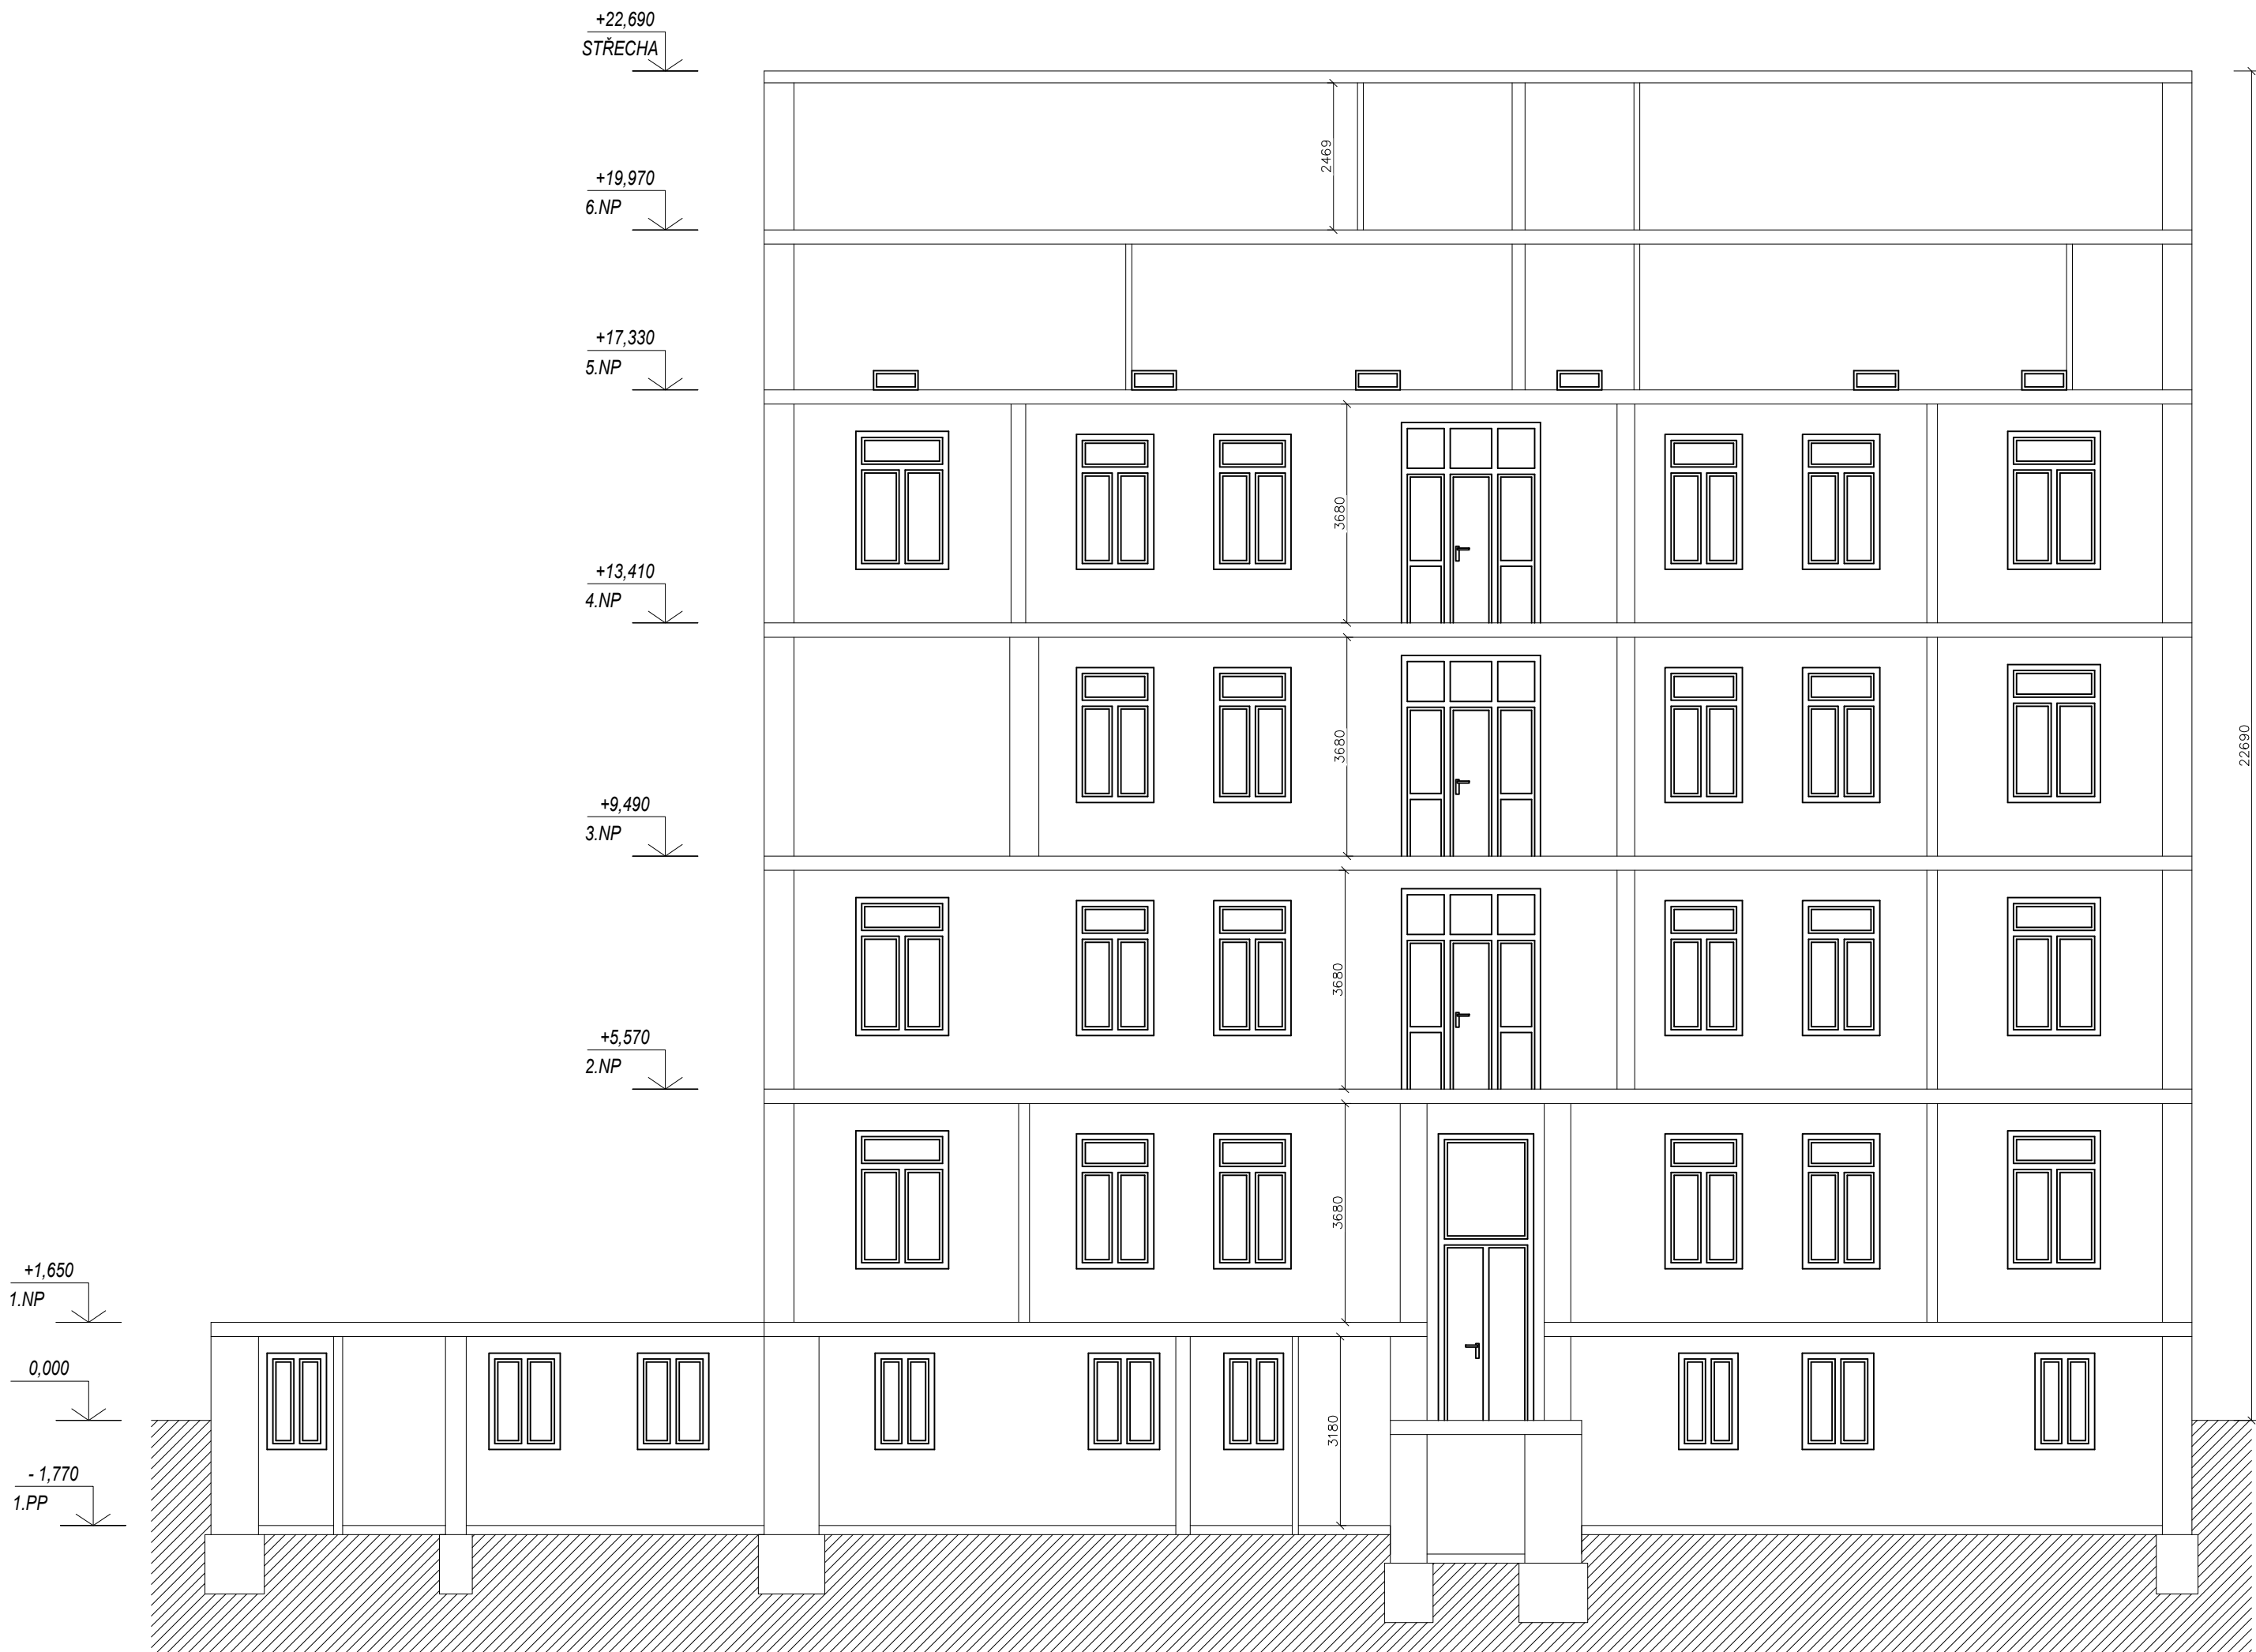 +22,690
STŘECHA
2469
+19,970
6.NP
+17,330
5.NP
3680
+13,410
4.NP
3680
22690
+9,490
3.NP
3680
+5,570
2.NP
3680
+1,650
1.NP
0,000
3180
- 1,770
1.PP